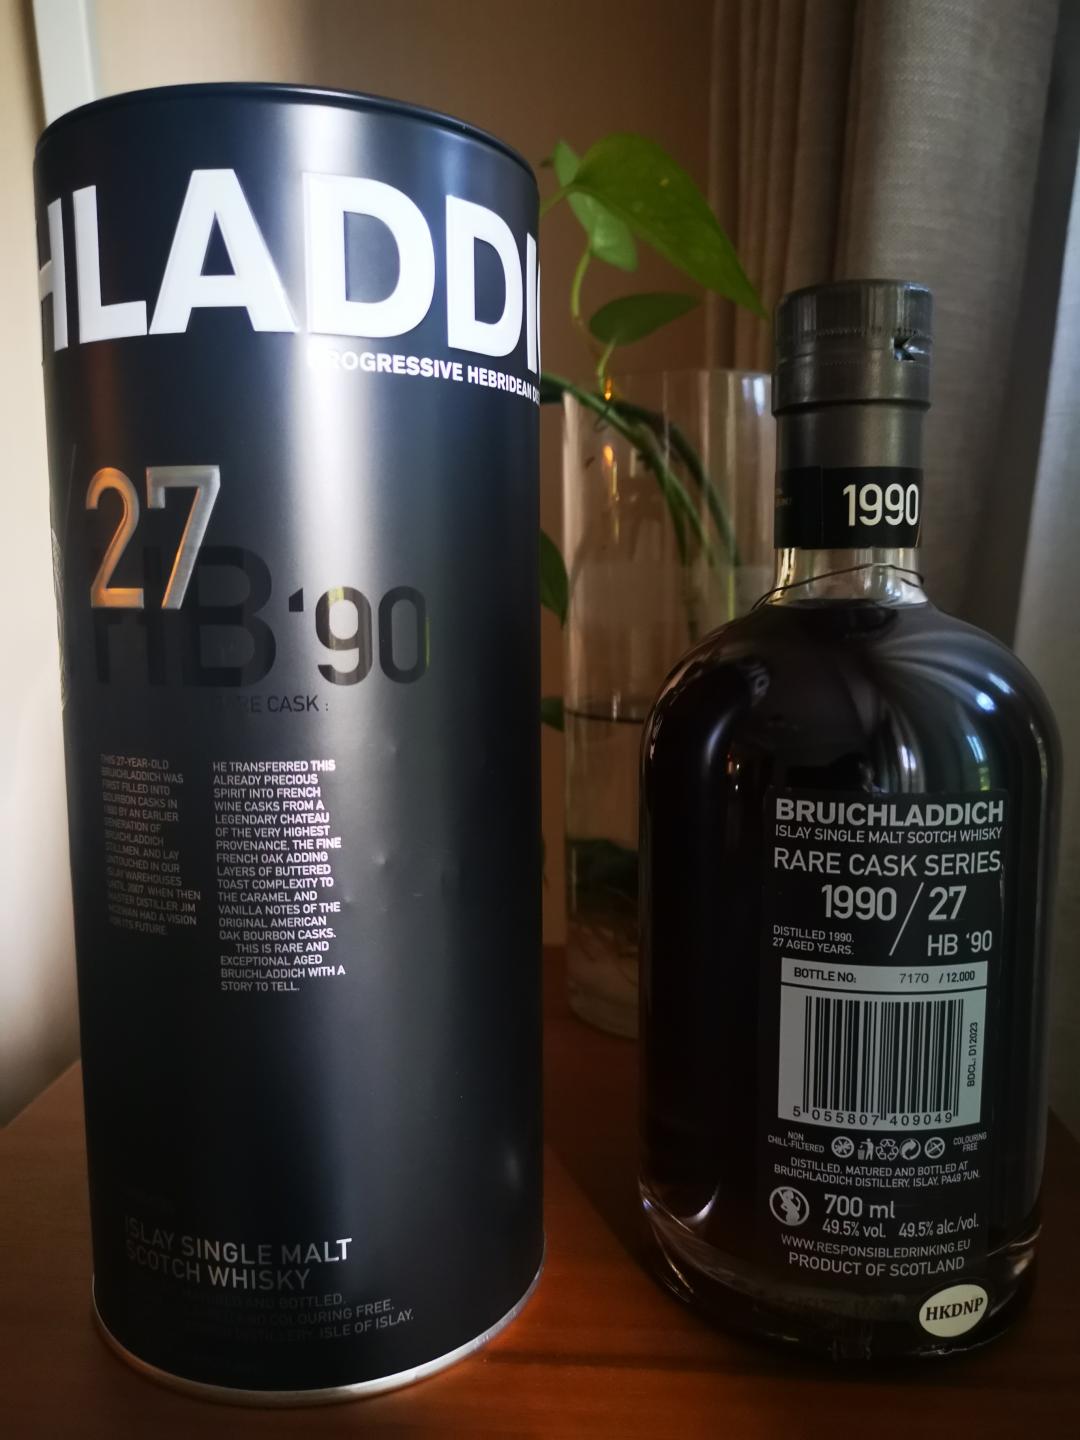 HLADDI
PROGRESSIVE HEBRIDEAN
27
HB '90
RARE CASK :
THIS 27-YEAR-OLD
BRUICHLADDICH WAS
FIRST FILLED INTO
BOURBON CASKS IN
1990 BY AN EARLIER
GENERATION OF
BRUICHLADDICH
STILLMEN, AND LAY
UNTOUCHED IN OUR
ISLAY WAREHOUSES
UNTIL 2007 WHEN THEN
MASTER DISTILLER JIM
MCEWAN HAD A VISION
FOR ITS FUTURE.
HE TRANSFERRED THIS
ALREADY PRECIOUS
SPIRIT INTO FRENCH
WINE CASKS FROM A
LEGENDARY CHATEAU
OF THE VERY HIGHEST
PROVENANCE, THE FINE
FRENCH OAK ADDING
LAYERS OF BUTTERED
TOAST COMPLEXITY TO
THE CARAMEL AND
VANILLA NOTES OF THE
ORIGINAL AMERICAN
OAK BOURBON CASKS.
THIS IS RARE AND
EXCEPTIONAL AGED
BRUICHLADDICH WITH A
STORY TO TELL.
ISLAY SINGLE MALT
SCOTCH WHISKY
MATURED AND BOTTLED.
AND COLOURING FREE.
DISTILLERY, ISLE OF ISLAY.
1990
BRUICHLADDICH
ISLAY SINGLE MALT SCOTCH WHISKY
RARE CASK SERIES
1990 / 27
DISTILLED 1990.
27 AGED YEARS.
HB '90
BOTTLE NO: 7170 / 12.000
BDCL: D12023
5 055807 409049
NON
CHILL-FILTERED
COLOURING
FREE
DISTILLED, MATURED AND BOTTLED AT
BRUICHLADDICH DISTILLERY, ISLAY, PA49 7UN.
700 ml
49.5% vol. 49.5% alc./vol.
WWW.RESPONSIBLEDRINKING.EU
PRODUCT OF SCOTLAND
HKDNP